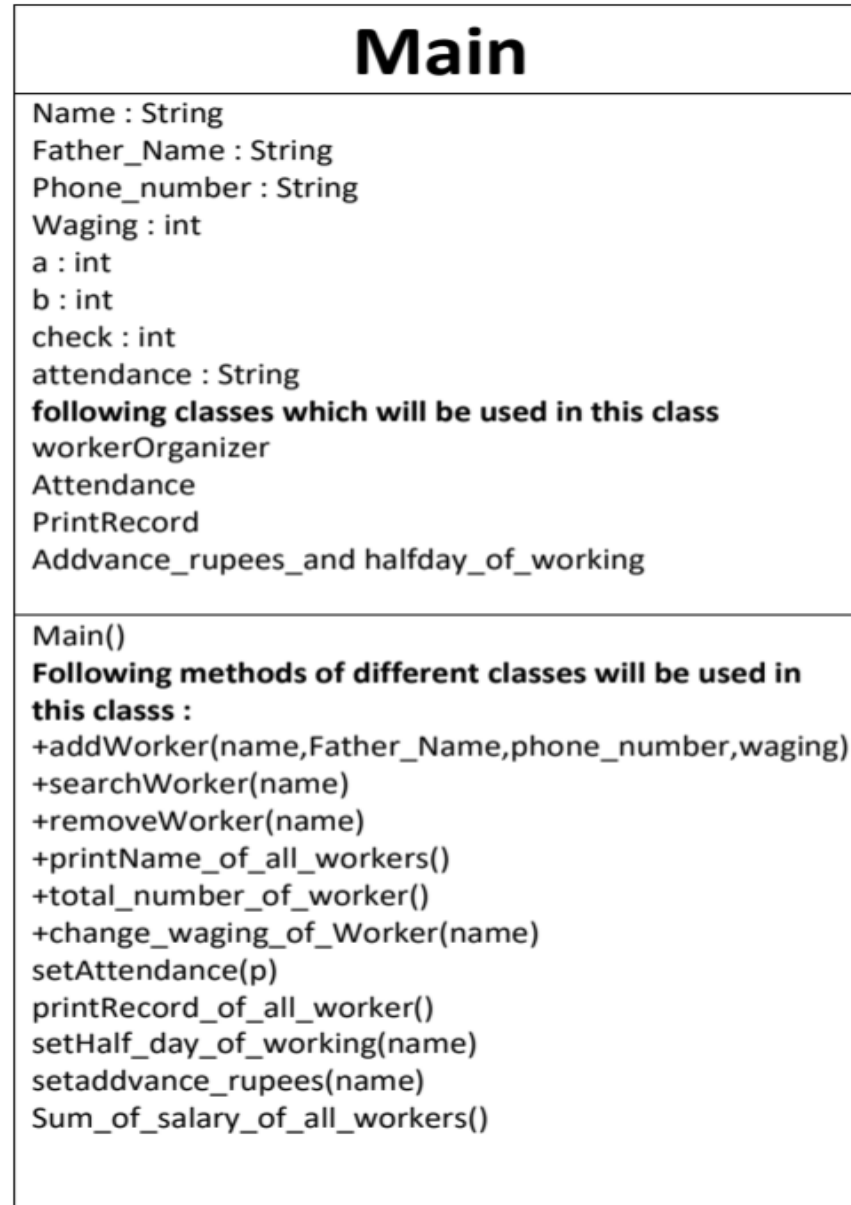 Main
Name : String
Father_Name : String
Phone_number : String
Waging : int
a : int
b : int
check : int
attendance : String
following classes which will be used in this class
workerOrganizer
Attendance
PrintRecord
Addvance_rupees_and halfday_of_working
Main()
Following methods of different classes will be used in
this classs :
+addWorker(name,Father_Name,phone_number,waging)
+searchWorker(name)
+removeWorker(name)
+printName_of_all_workers()
+total_number_of_worker()
+change_waging_of_Worker(name)
setAttendance(p)
printRecord_of_all_worker()
setHalf_day_of_working(name)
setaddvance_rupees(name)
Sum_of_salary_of_all_workers()